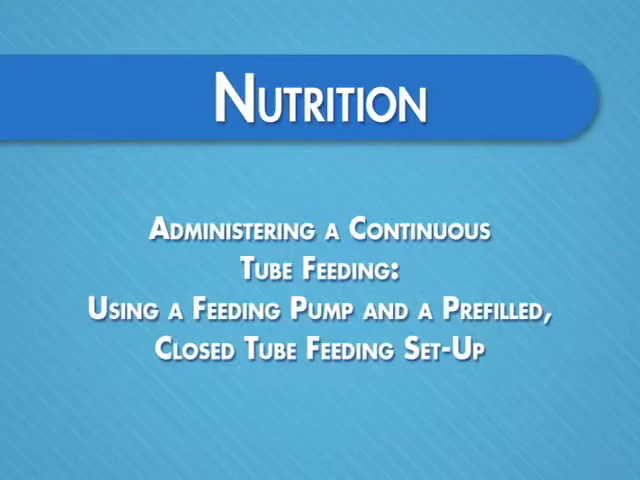 Nutrition
Administering a Continuous
Tube Feeding:
Using a Feeding Pump and a Prefilled,
Closed Tube Feeding Set-Up